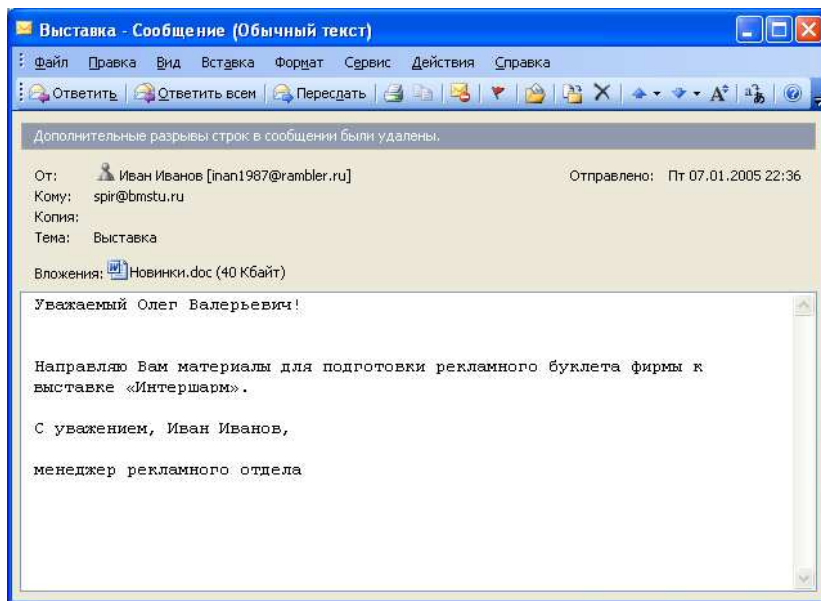 Выставка - Сообщение (Обычный текст)
Файл Правка Вид Вставка Формат Сервис Действия Справка
Ответить Ответить всем Переслать
Дополнительные разрывы строк в сообщении были удалены.
От: Иван Иванов [inan1987@rambler.ru] Отправлено: Пт 07.01.2005 22:36
Кому: spir@bmstu.ru
Копия:
Тема: Выставка
Вложения: Новинки.doc (40 Кбайт)
Уважаемый Олег Валерьевич!
Направляю Вам материалы для подготовки рекламного буклета фирмы к
выставке «Интершарм».
С уважением, Иван Иванов,
менеджер рекламного отдела